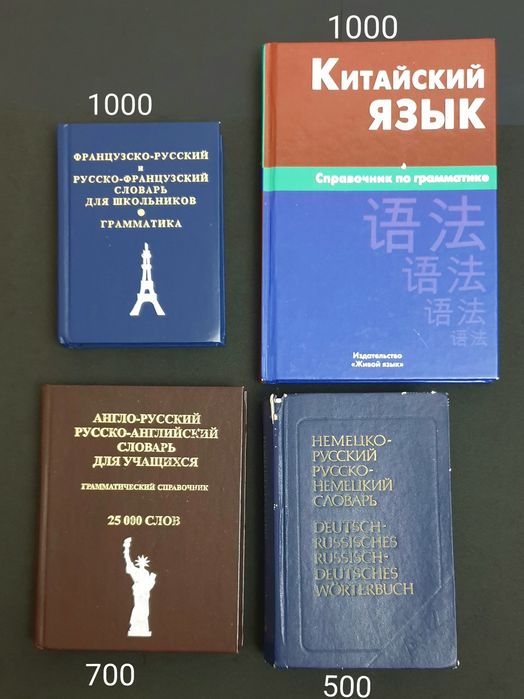 1000
ФРАНЦУЗСКО-РУССКИЙ
и
РУССКО-ФРАНЦУЗСКИЙ
СЛОВАРЬ
ДЛЯ ШКОЛЬНИКОВ
ГРАММАТИКА
1000
КИТАЙСКИЙ
ЯЗЫК
Справочник по грамматике
语法
语法
语法
语法
Издательство
«Живой язык»
АНГЛО-РУССКИЙ
РУССКО-АНГЛИЙСКИЙ
СЛОВАРЬ
ДЛЯ УЧАЩИХСЯ
ГРАММАТИЧЕСКИЙ СПРАВОЧНИК
25 000 СЛОВ
700
НЕМЕЦКО-
РУССКИЙ
РУССКО-
НЕМЕЦКИЙ
СЛОВАРЬ
DEUTSCH-
RUSSISCHES
RUSSISCH-
DEUTSCHES
WÖRTERBUCH
500